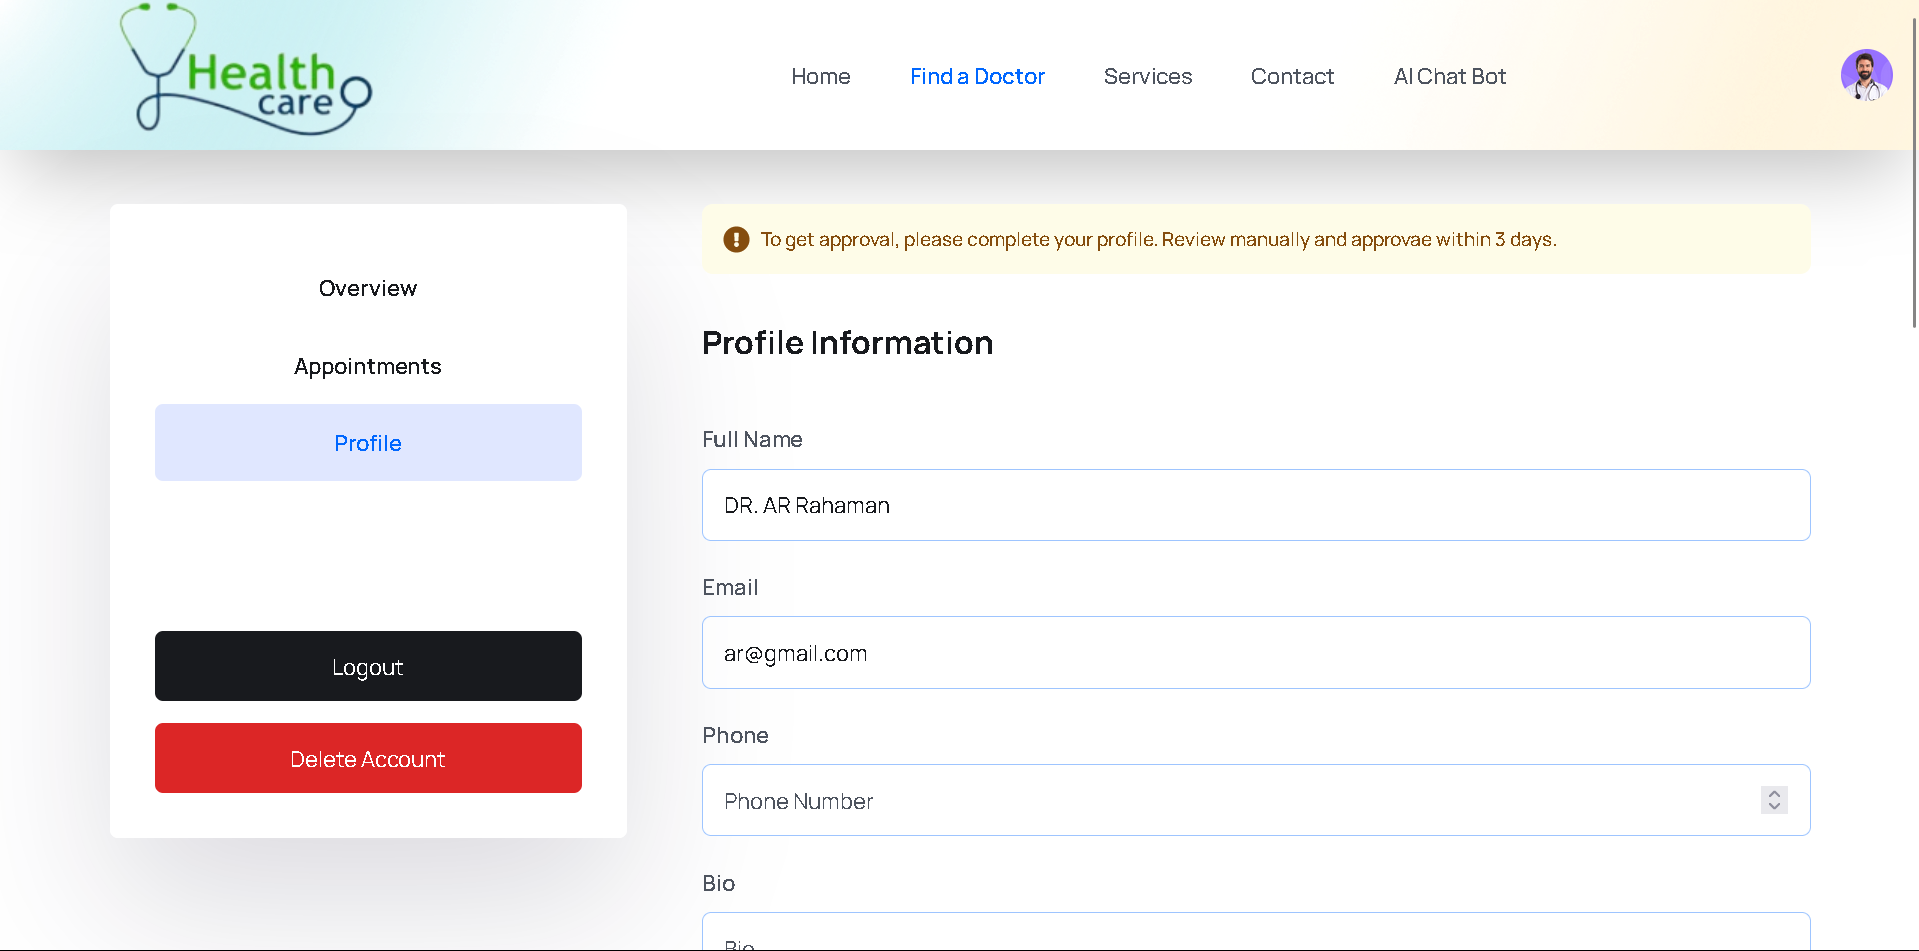 Health
care
Home Find a Doctor Services Contact AI Chat Bot
Overview
Appointments
Profile
Logout
Delete Account
To get approval, please complete your profile. Review manually and approvae within 3 days.
Profile Information
Full Name
DR. AR Rahaman
Email
ar@gmail.com
Phone
Phone Number
Bio
Bio